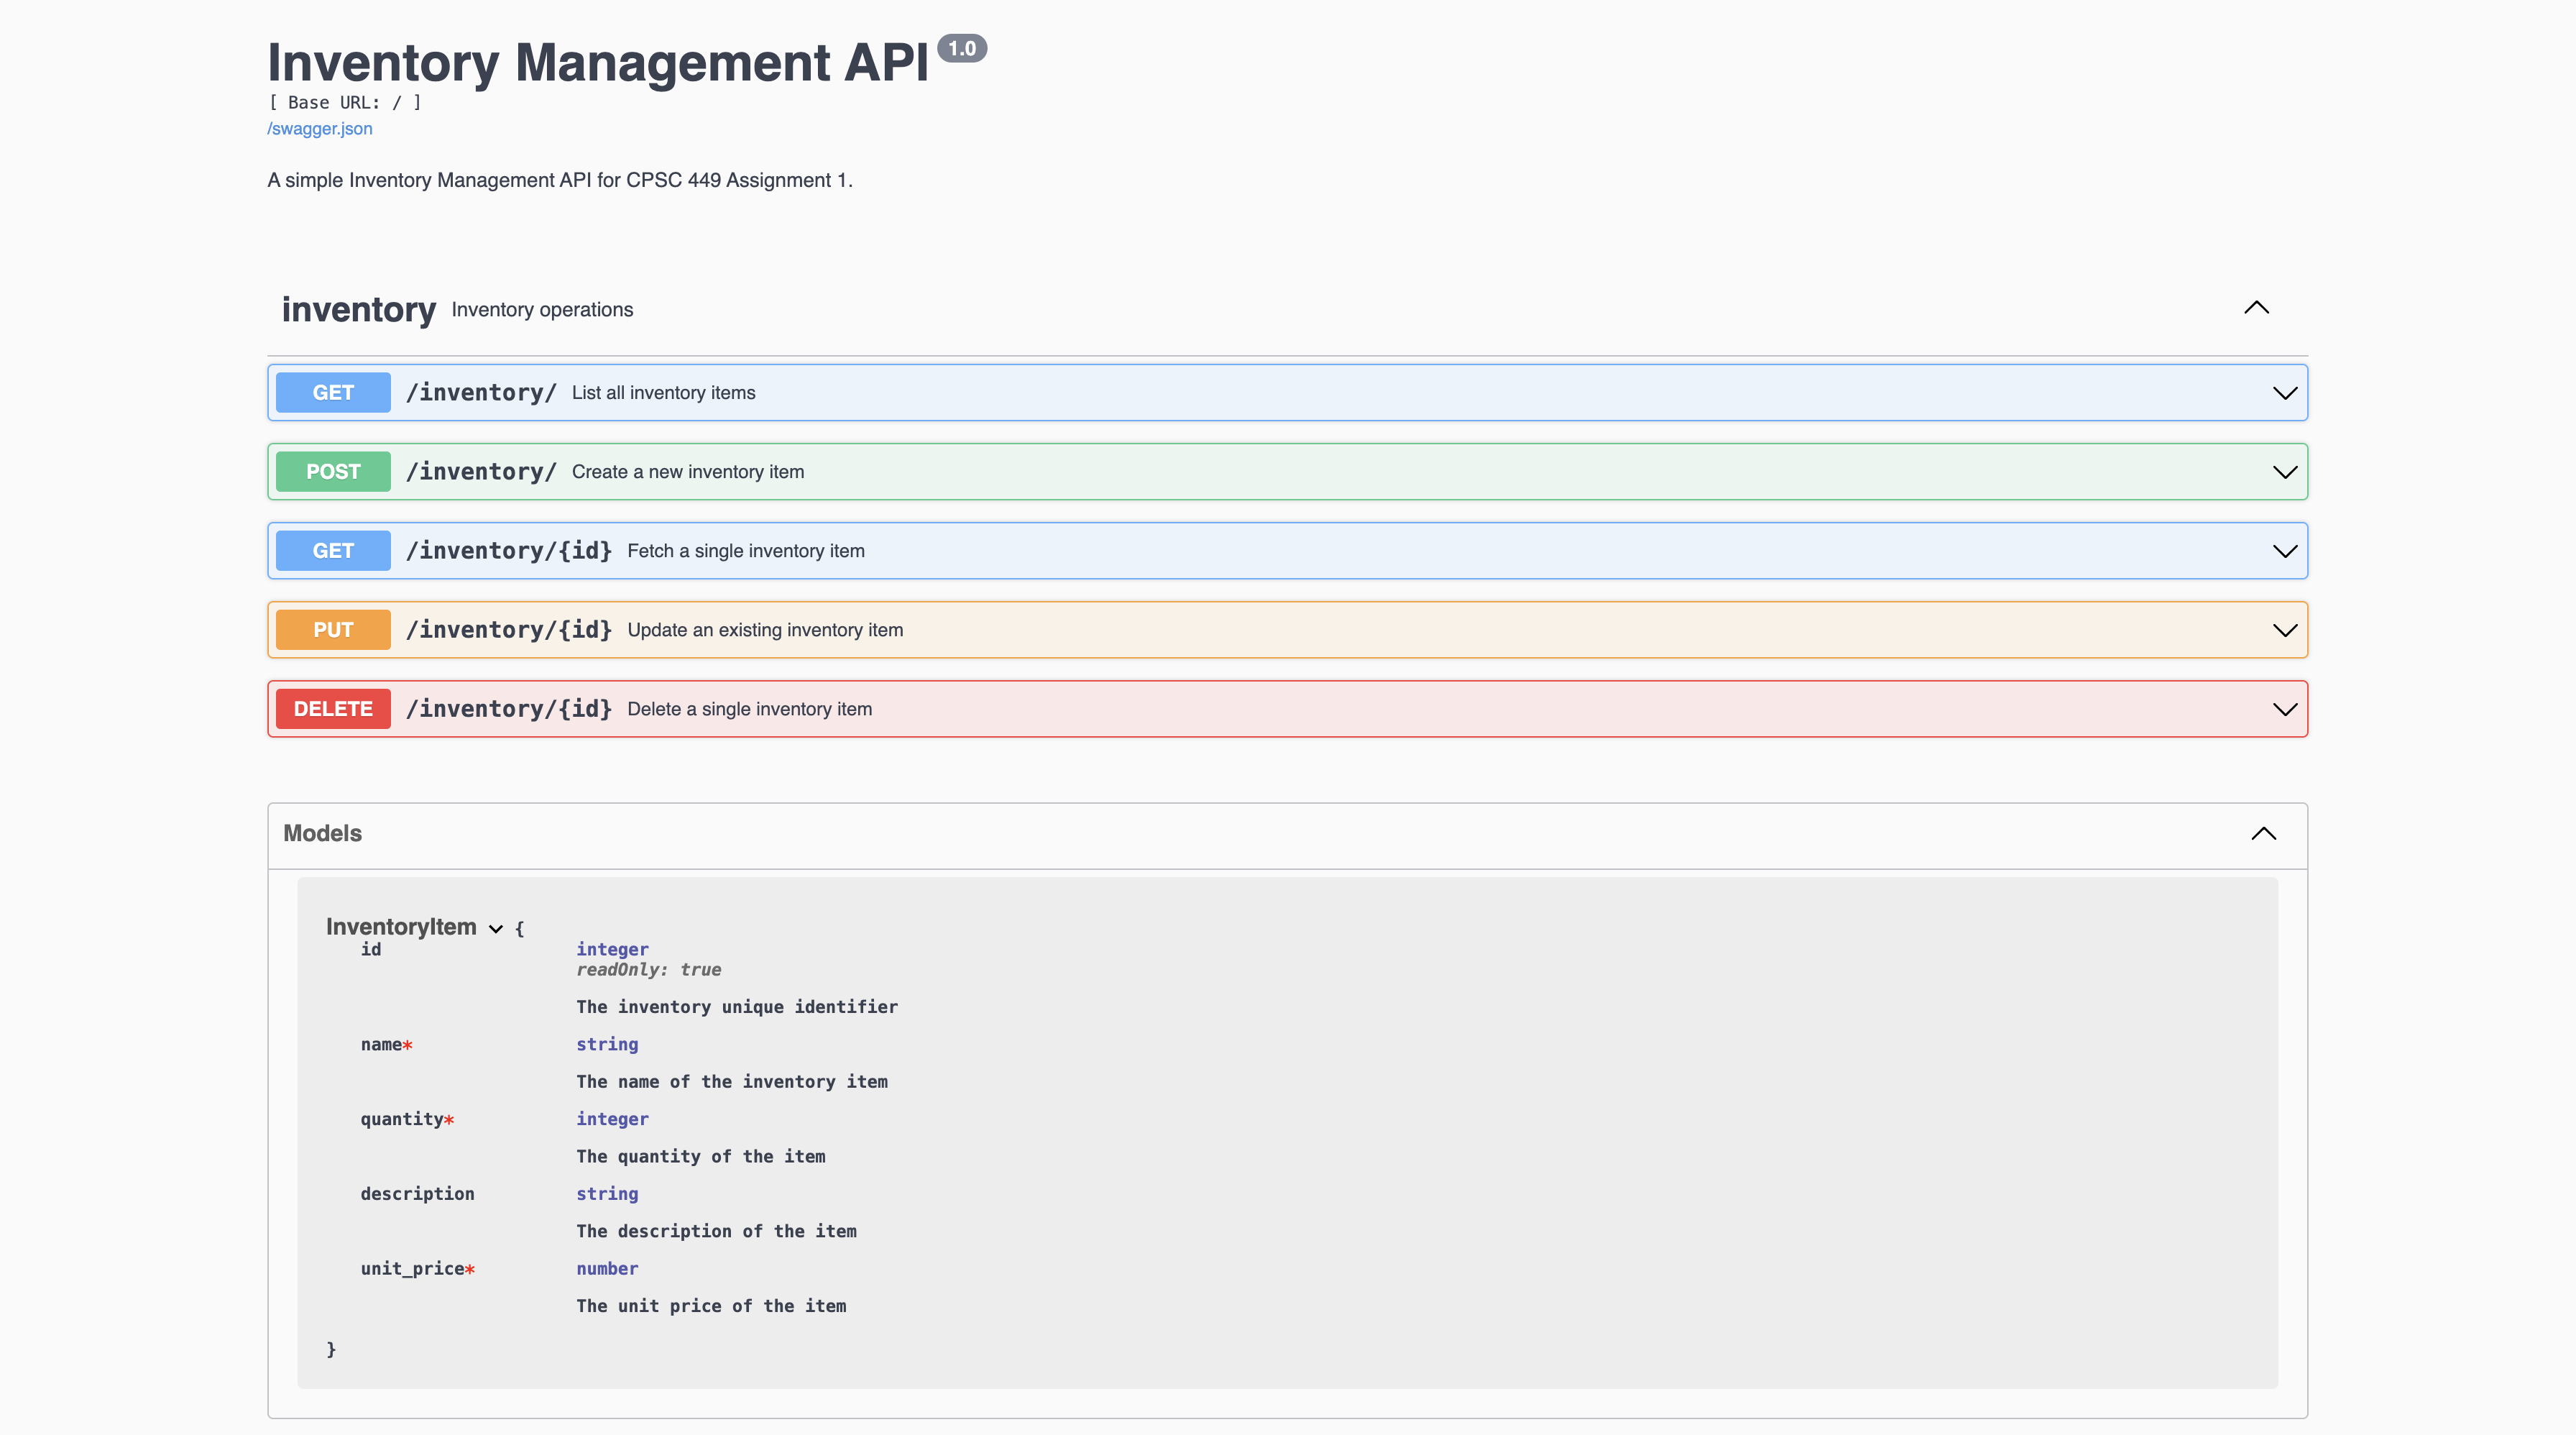 Inventory Management API 1.0
[ Base URL: / ]
/swagger.json
A simple Inventory Management API for CPSC 449 Assignment 1.
inventory Inventory operations
GET /inventory/ List all inventory items
POST /inventory/ Create a new inventory item
GET /inventory/{id} Fetch a single inventory item
PUT /inventory/{id} Update an existing inventory item
DELETE /inventory/{id} Delete a single inventory item
Models
InventoryItem {
id integer
readOnly: true
The inventory unique identifier
name* string
The name of the inventory item
quantity* integer
The quantity of the item
description string
The description of the item
unit_price* number
The unit price of the item
}